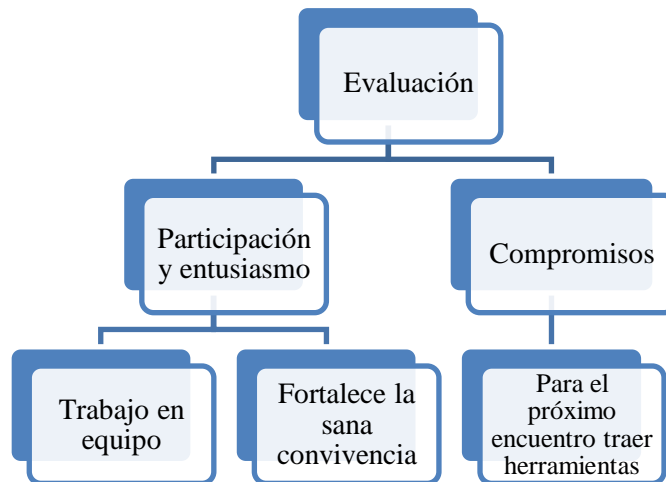 Evaluación
Participación
y entusiasmo
Compromisos
Trabajo en
equipo
Fortalece la
sana
convivencia
Para el
próximo
encuentro traer
herramientas